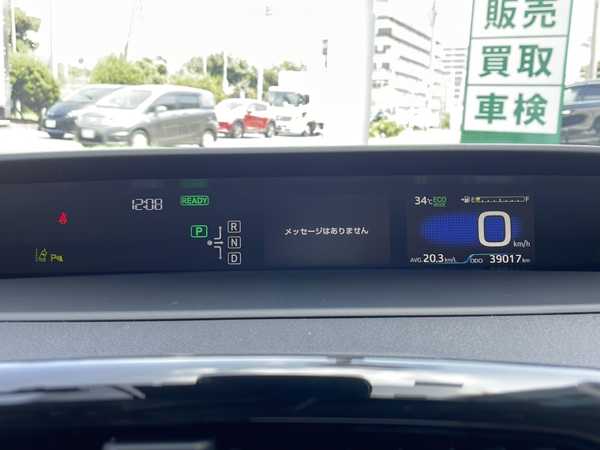 販売
買取
車検
12:08
READY
P
R
N
D
メッセージはありません
34℃
ECO
MODE
F
0
km/h
AVG. 20.3 km/L
ODO 39017 km